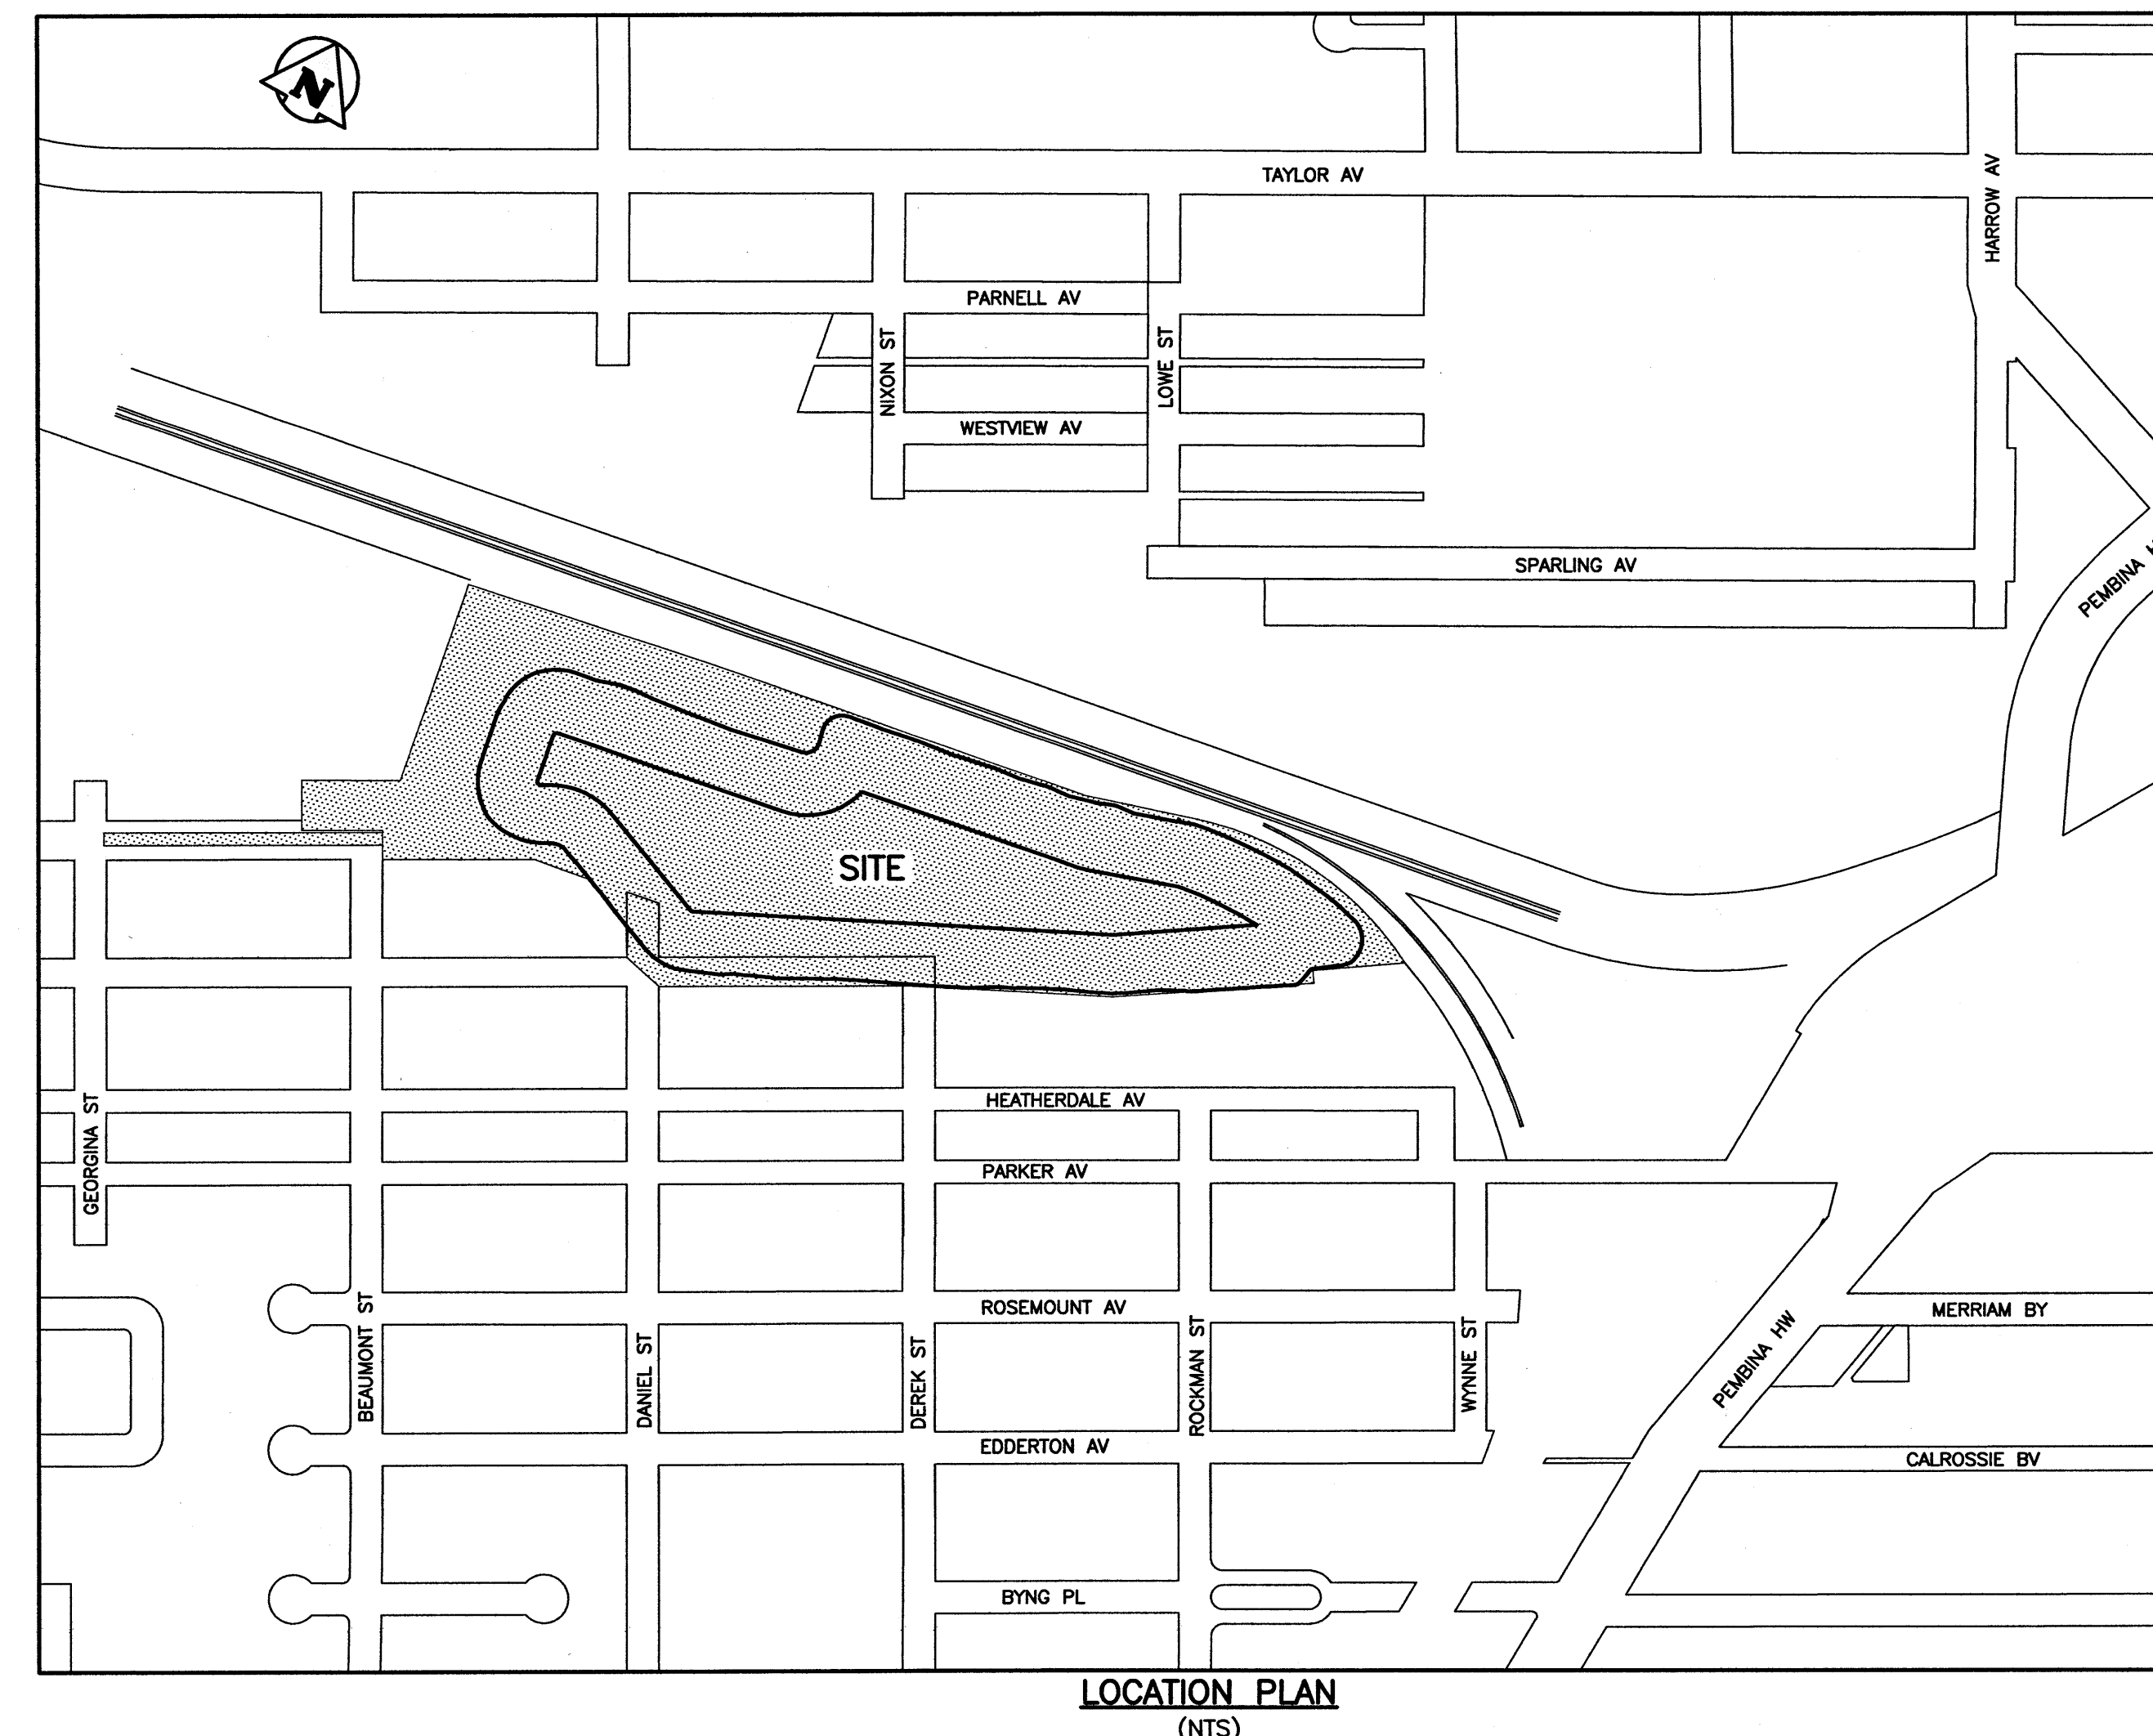 N
TAYLOR AV
HARROW AV
PARNELL AV
NIXON ST
LOWE ST
WESTVIEW AV
SPARLING AV
PEMBINA
SITE
HEATHERDALE AV
GEORGINA ST
PARKER AV
ROSEMOUNT AV
MERRIAM BY
BEAUMONT ST
DANIEL ST
DEREK ST
ROCKMAN ST
WYNNE ST
PEMBINA HW
EDDERTON AV
CALROSSIE BV
BYNG PL
LOCATION PLAN
(NTS)